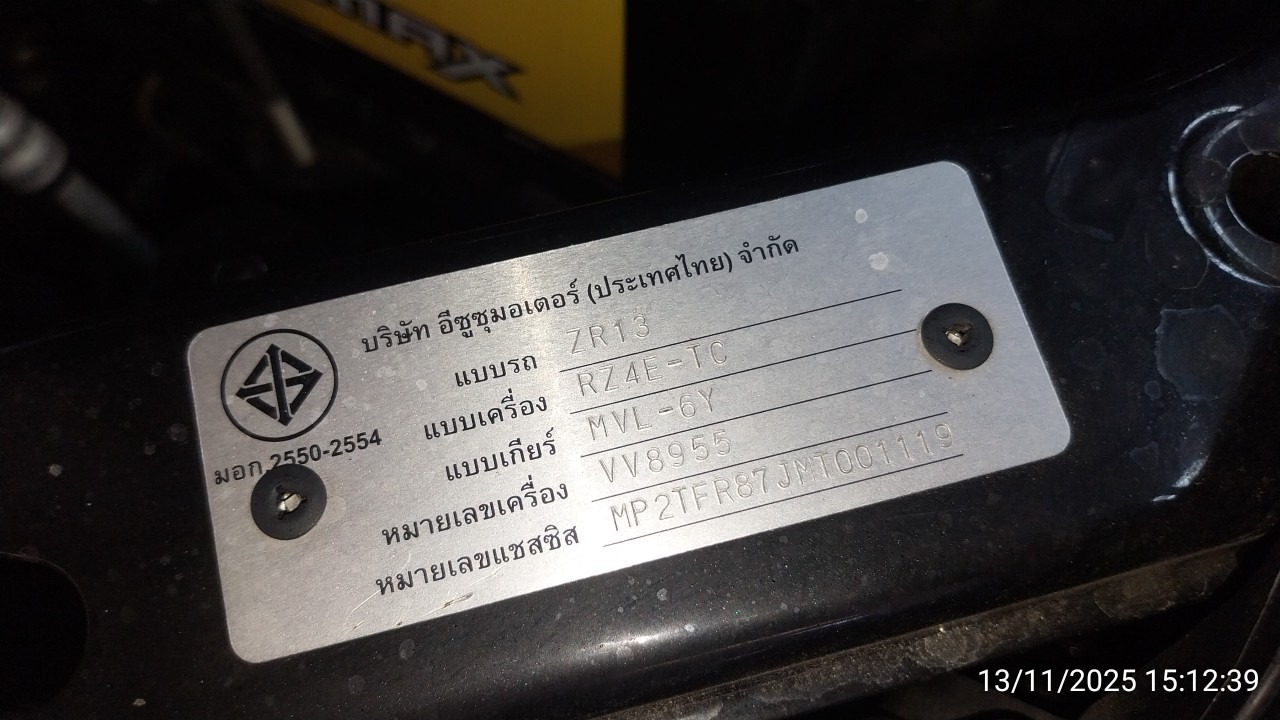 MAX
บริษัท อีซูซุมอเตอร์ (ประเทศไทย) จำกัด
แบบรถ ZR13
แบบเครื่อง RZ4E-TC
แบบเกียร์ MVL-6Y
หมายเลขเครื่อง VV8955
หมายเลขแชสซิส MP2TFR87JMT001119
มอก.2550-2554
13/11/2025 15:12:39